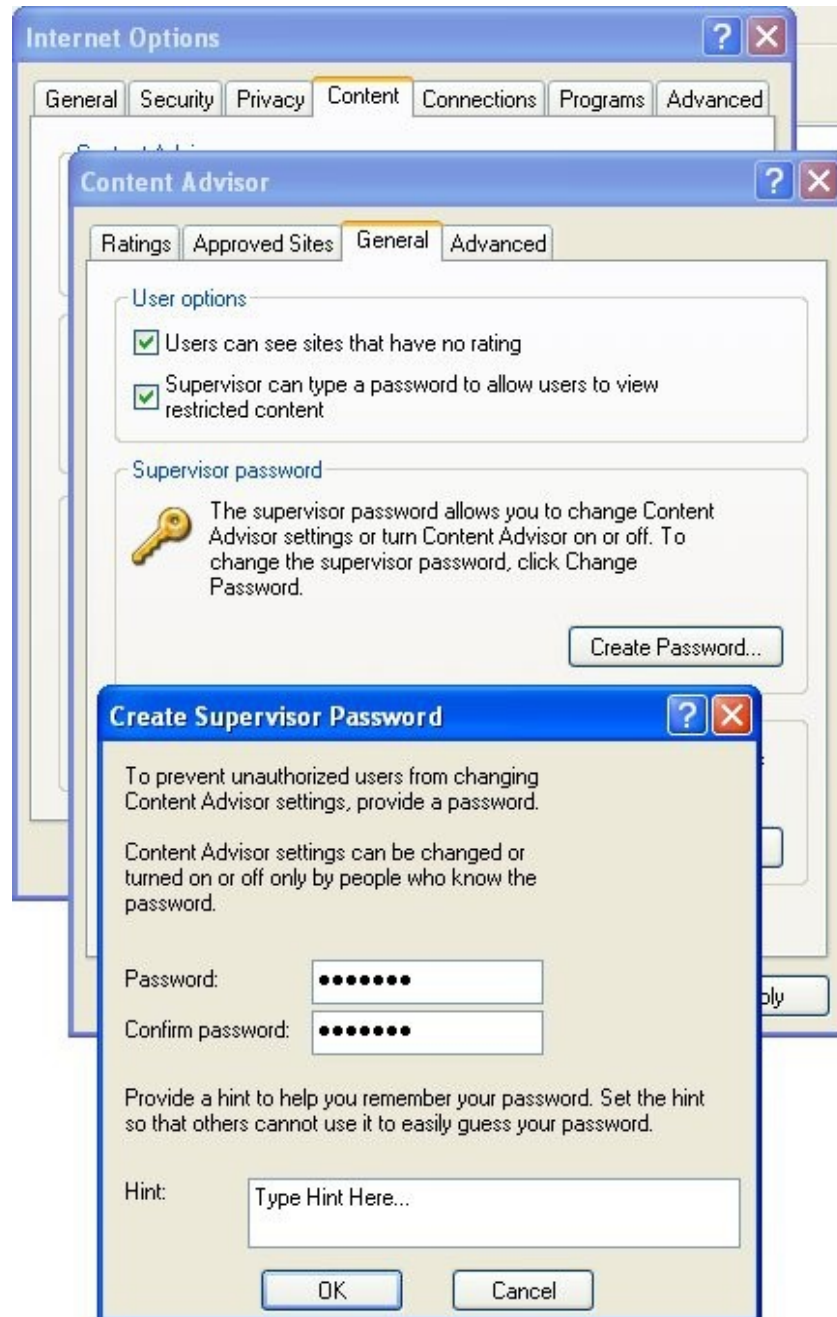 Internet Options
General Security Privacy Content Connections Programs Advanced
Content Advisor
Ratings Approved Sites General Advanced
User options
Users can see sites that have no rating
Supervisor can type a password to allow users to view
restricted content
Supervisor password
The supervisor password allows you to change Content
Advisor settings or turn Content Advisor on or off. To
change the supervisor password, click Change
Password.
Create Password...
Create Supervisor Password
To prevent unauthorized users from changing
Content Advisor settings, provide a password.
Content Advisor settings can be changed or
turned on or off only by people who know the
password.
Password: •••••••
Confirm password: •••••••
Provide a hint to help you remember your password. Set the hint
so that others cannot use it to easily guess your password.
Hint: Type Hint Here...
OK Cancel